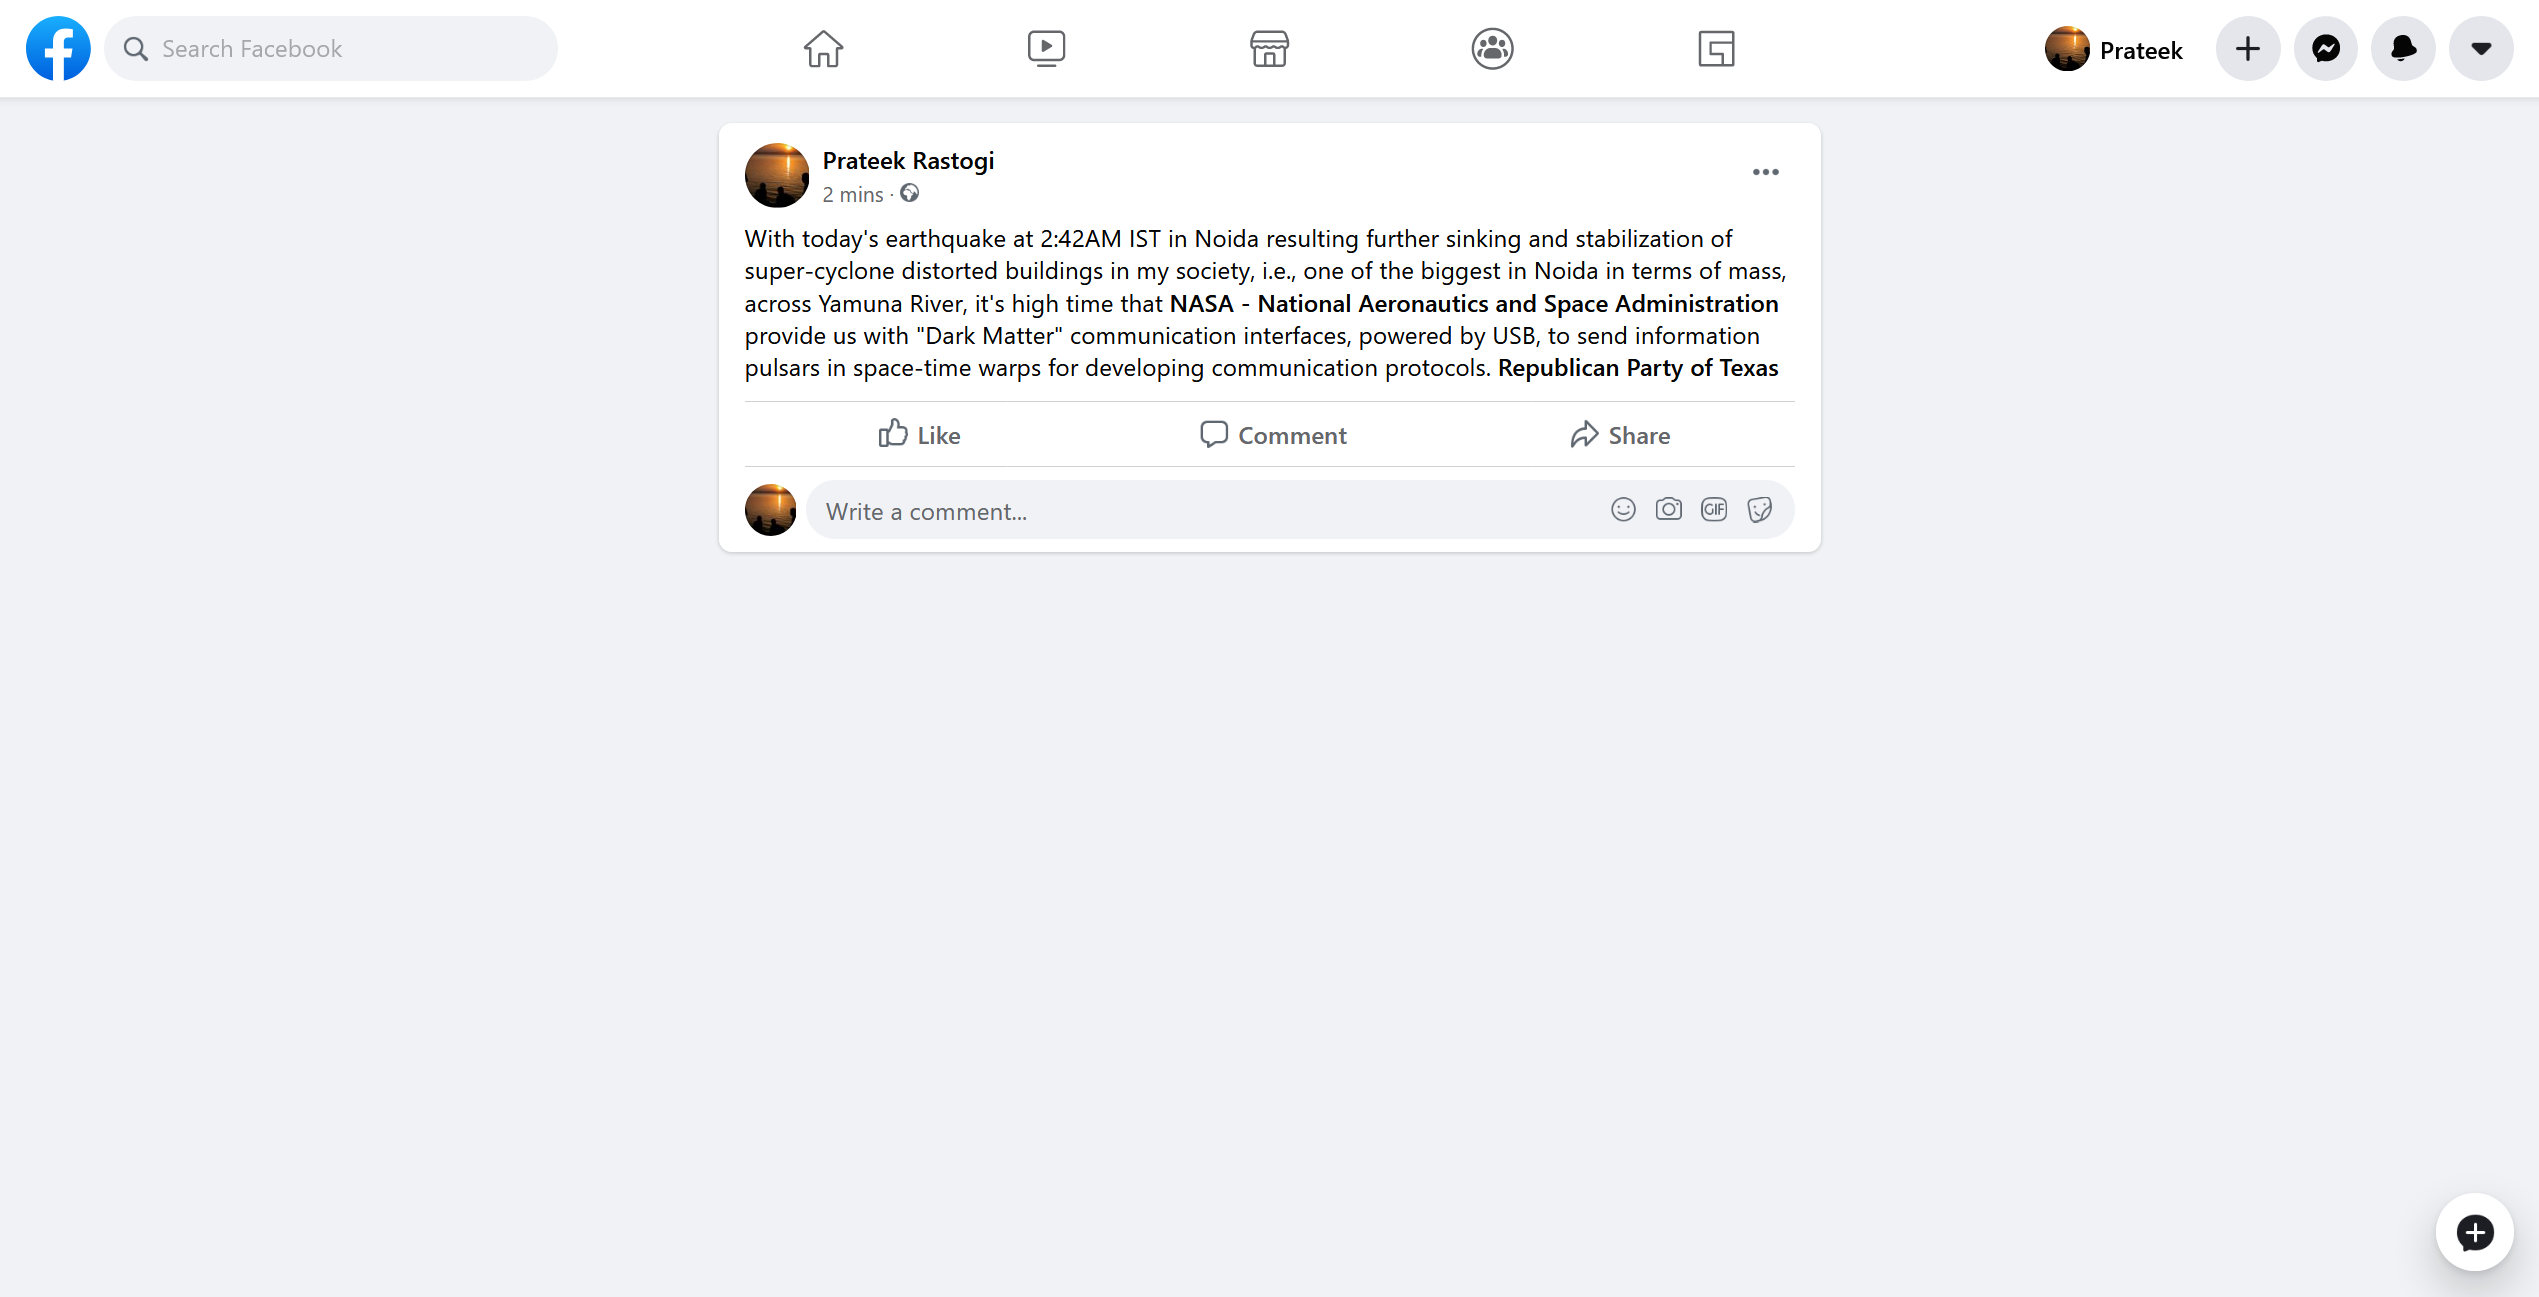 Search Facebook
Prateek
Prateek Rastogi
2 mins ·
With today's earthquake at 2:42AM IST in Noida resulting further sinking and stabilization of
super-cyclone distorted buildings in my society, i.e., one of the biggest in Noida in terms of mass,
across Yamuna River, it's high time that NASA - National Aeronautics and Space Administration
provide us with "Dark Matter" communication interfaces, powered by USB, to send information
pulsars in space-time warps for developing communication protocols. Republican Party of Texas
Like Comment Share
Write a comment... GIF